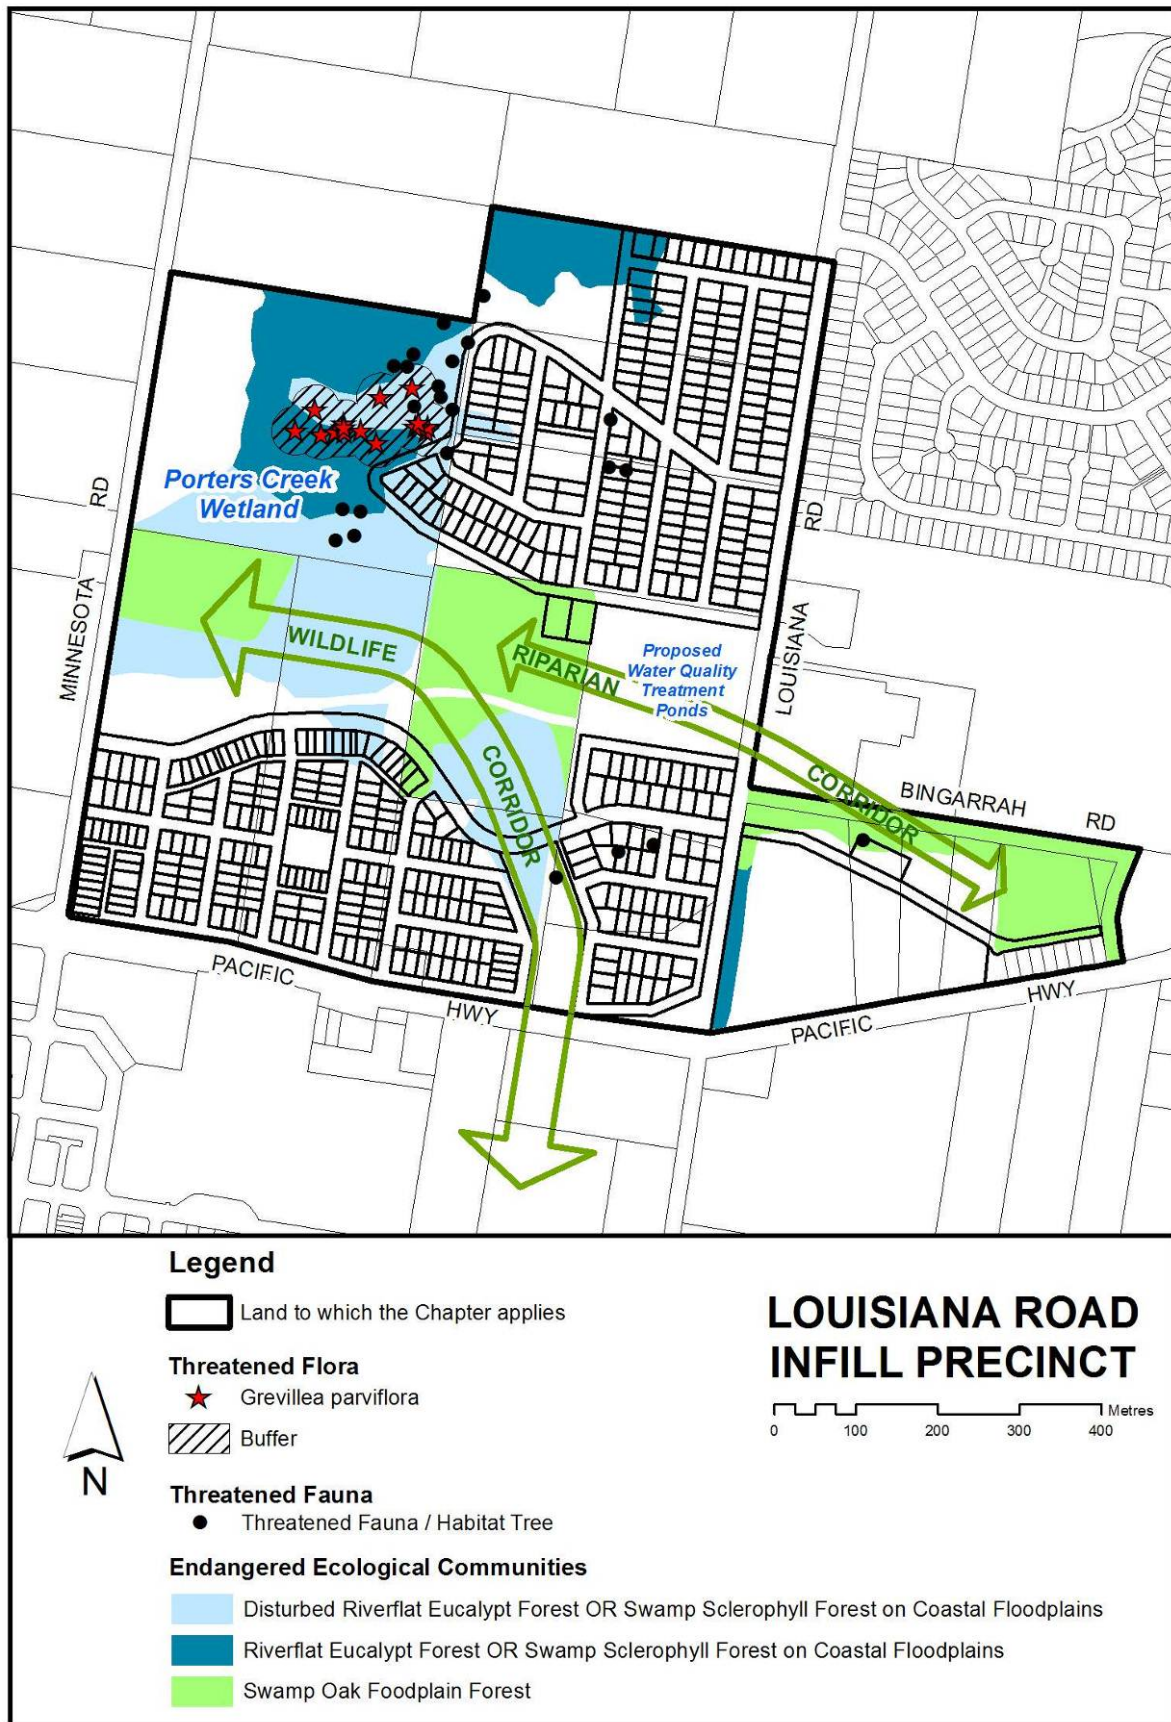 Porters Creek
Wetland
RD
MINNESOTA
RD
LOUISIANA
WILDLIFE
CORRIDOR
RIPARIAN
CORRIDOR
Proposed
Water Quality
Treatment
Ponds
BINGARRAH
RD
PACIFIC
HWY
PACIFIC
HWY
Legend
Land to which the Chapter applies
Threatened Flora
Grevillea parviflora
Buffer
Threatened Fauna
Threatened Fauna / Habitat Tree
Endangered Ecological Communities
Disturbed Riverflat Eucalypt Forest OR Swamp Sclerophyll Forest on Coastal Floodplains
Riverflat Eucalypt Forest OR Swamp Sclerophyll Forest on Coastal Floodplains
Swamp Oak Foodplain Forest
N
LOUISIANA ROAD
INFILL PRECINCT
Metres
0 100 200 300 400